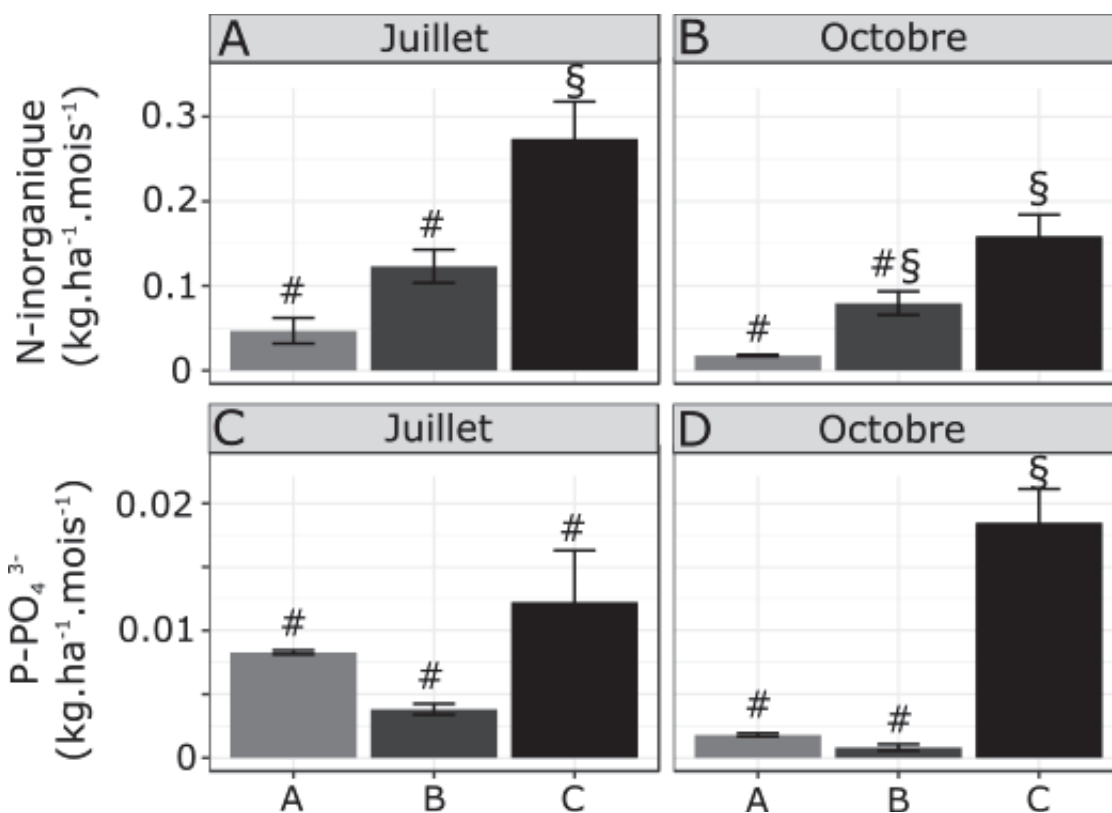 A Juillet
B Octobre
N-inorganique
(kg.ha⁻¹.mois⁻¹)
0.3
0.2
0.1
0
#
#
§
#
#§
§
C Juillet
D Octobre
P-PO₄³⁻
(kg.ha⁻¹.mois⁻¹)
0.02
0.01
0
#
#
#
#
#
§
A B C
A B C